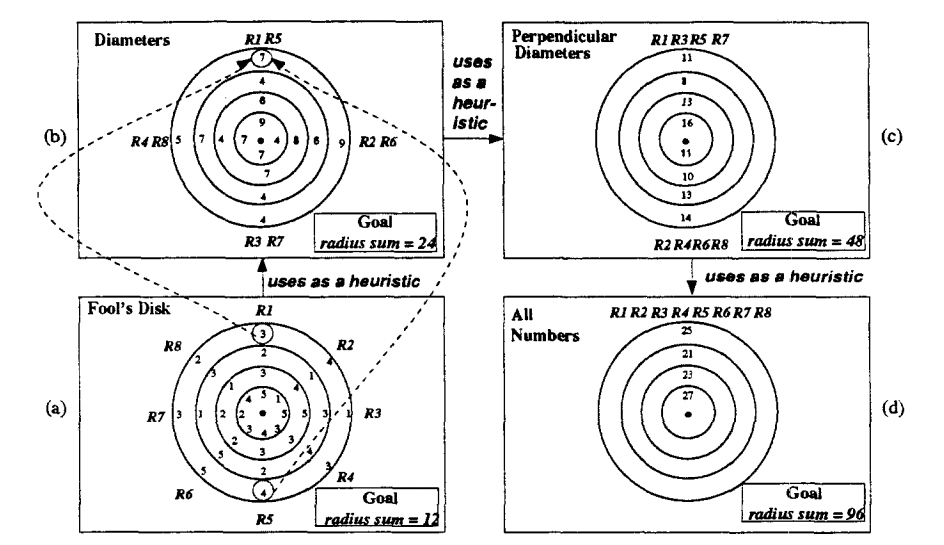 (b)
Diameters
R1 R5
7
4
6
9
R4 R8 5 7 4 7 4 8 6 9 R2 R6
7
7
4
4
Goal
radius sum = 24
R3 R7
uses
as a
heur-
istic
Perpendicular
Diameters
R1 R3 R5 R7
11
8
13
16
11
10
13
14
Goal
radius sum = 48
R2 R4 R6 R8
(c)
uses as a heuristic
uses as a heuristic
(a)
Fool's Disk
R1
3
R8 2 2 R2
4
3 3 1
1 5 4
4 1
R7 3 1 2 2 5 5 3 1 R3
3 4 3
2 3 3
5 4
5 2 3
R6 4 R4
Goal
radius sum = 12
R5
All
Numbers
R1 R2 R3 R4 R5 R6 R7 R8
25
21
23
27
Goal
radius sum = 96
(d)